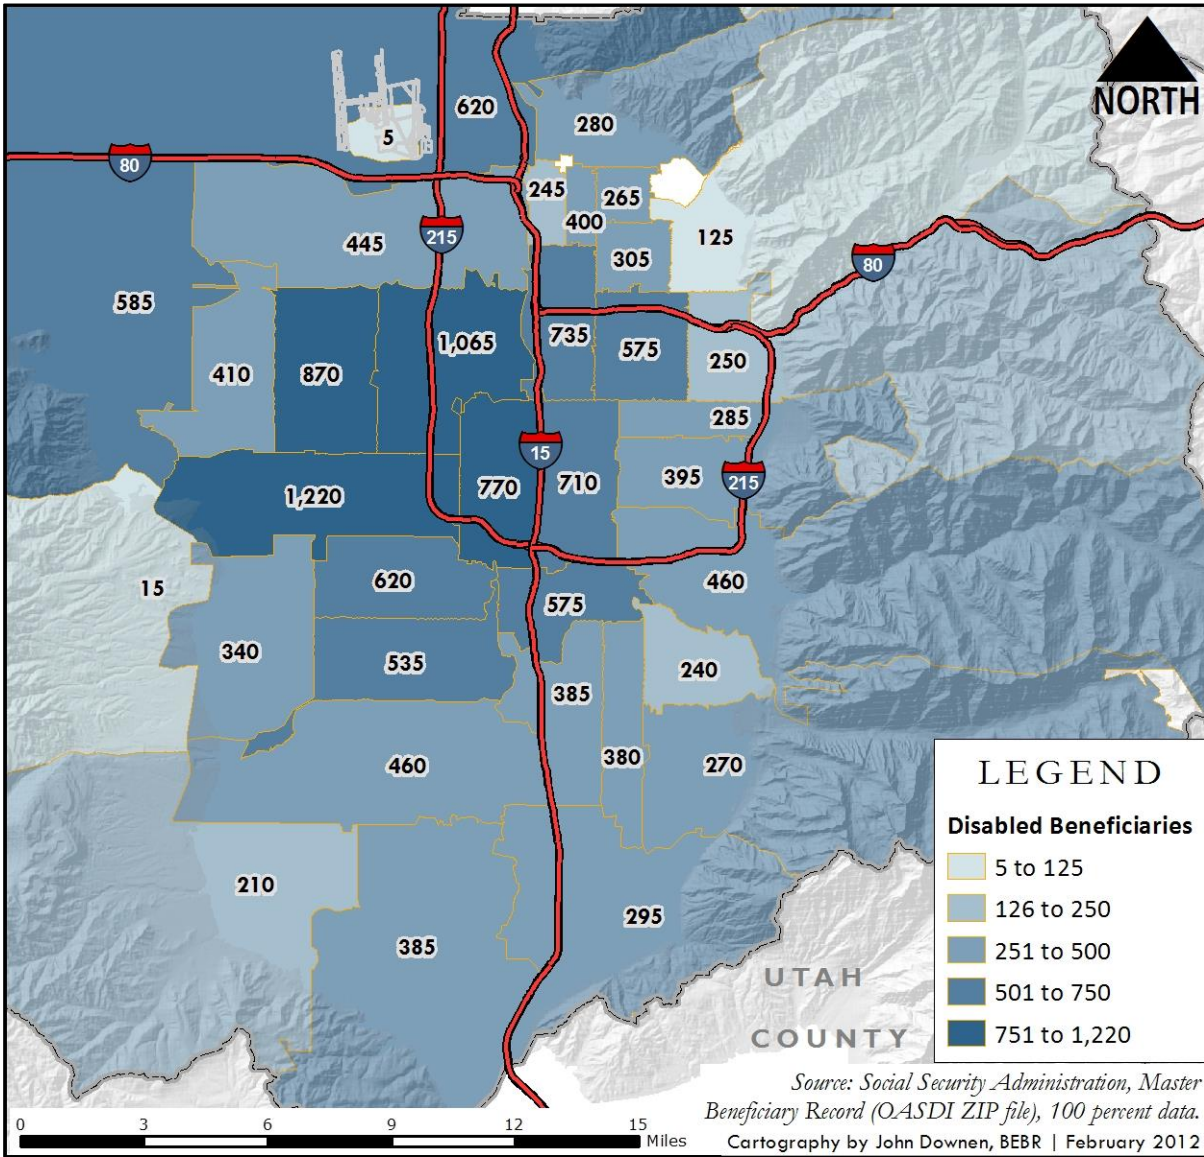 NORTH
620
280
5
80
245
265
400
125
215
445
305
80
585
1,065
735
575
250
410
870
285
15
395
215
770
710
1,220
620
575
460
15
340
535
240
385
460
380
270
LEGEND
Disabled Beneficiaries
5 to 125
126 to 250
251 to 500
501 to 750
751 to 1,220
210
385
295
UTAH
COUNTY
Source: Social Security Administration, Master
Beneficiary Record (OASDI ZIP file), 100 percent data.
0 3 6 9 12 15 Miles
Cartography by John Downen, BEBR | February 2012